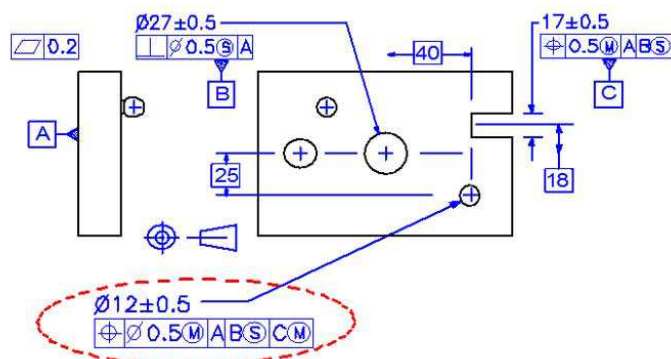 Ø27±0.5
17±0.5
⏥ 0.2
⟂ ⌀ 0.5Ⓢ A
40
⌖ 0.5Ⓜ A BⓈ
B
C
A
25
18
Ø12±0.5
⌖ ⌀ 0.5Ⓜ A BⓈ CⓂ